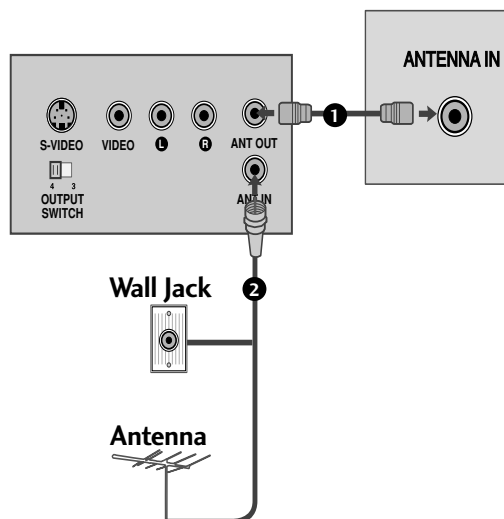 ANTENNA IN
S-VIDEO
VIDEO
L
R
ANT OUT
1
4 3
OUTPUT
SWITCH
ANT IN
2
Wall Jack
Antenna